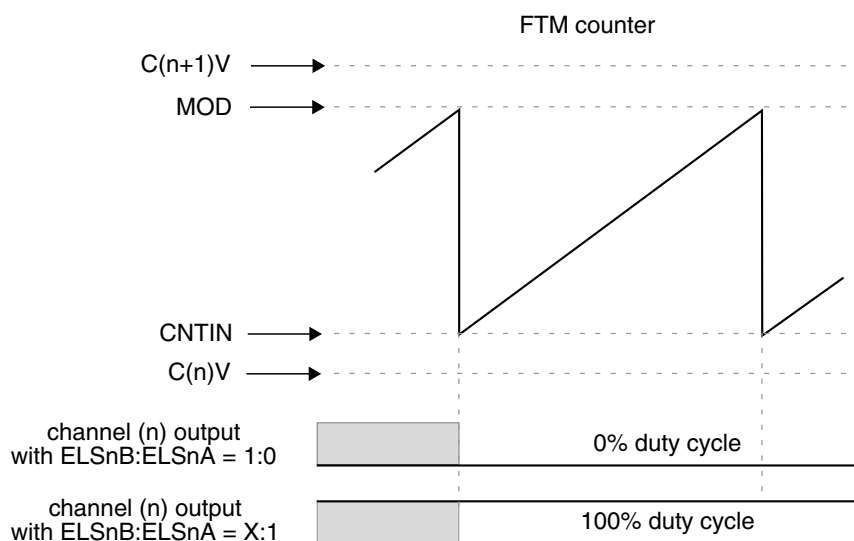 FTM counter
C(n+1)V
MOD
CNTIN
C(n)V
channel (n) output
with ELSnB:ELSnA = 1:0
0% duty cycle
channel (n) output
with ELSnB:ELSnA = X:1
100% duty cycle